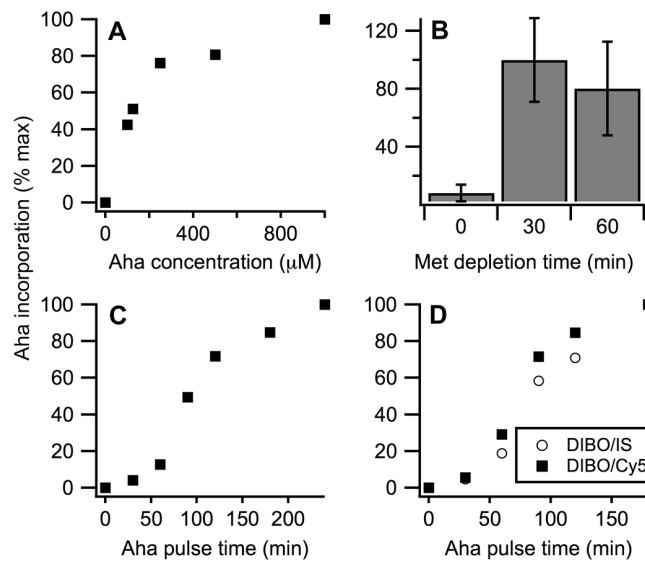 Aha incorporation (% max)
A
100
80
60
40
20
0
0 400 800
Aha concentration (μM)
B
120
80
40
0 30 60
Met depletion time (min)
C
100
80
60
40
20
0
0 50 100 150 200
Aha pulse time (min)
D
100
80
60
40
20
0
DIBO/IS
DIBO/Cy5
0 50 100 150
Aha pulse time (min)